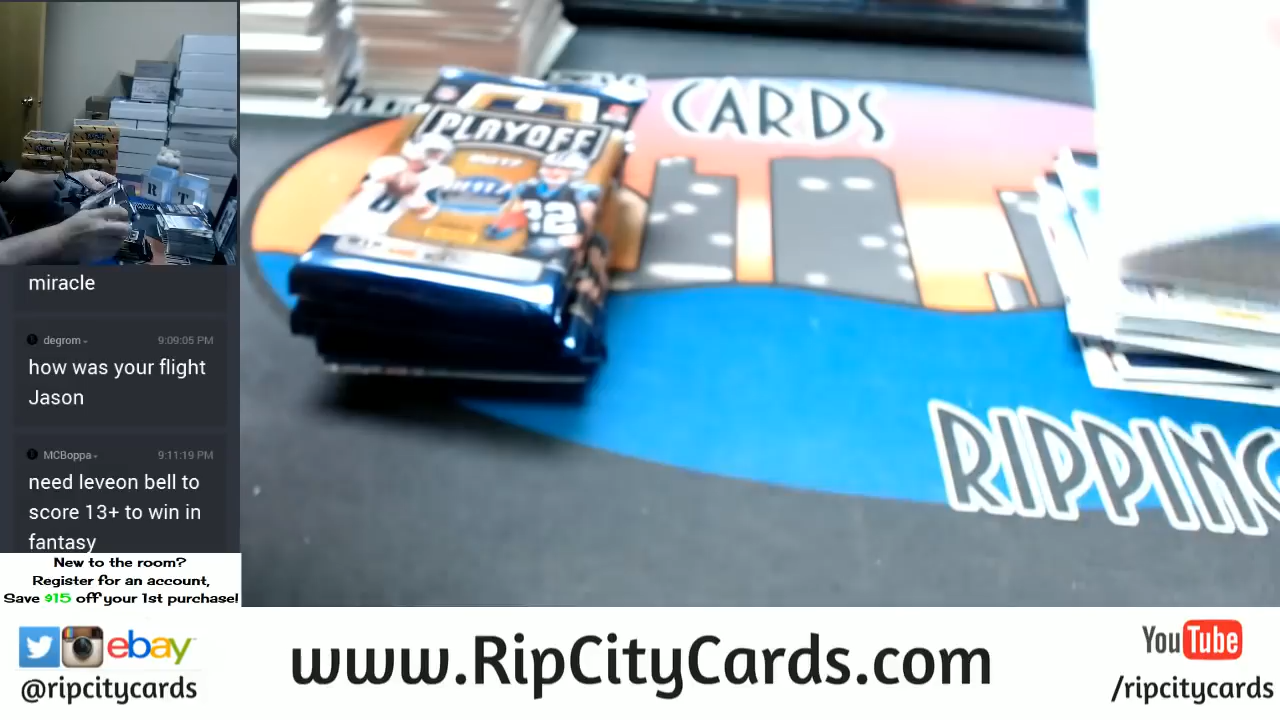 miracle
degrom
9:09:05 PM
how was your flight
Jason
MCBoppa
9:11:19 PM
need leveon bell to
score 13+ to win in
fantasy
New to the room?
Register for an account,
Save $15 off your 1st purchase!
PLAYOFF
2017
CARDS
RIPPING
ebay
@ripcitycards
www.RipCityCards.com
YouTube
/ripcitycards